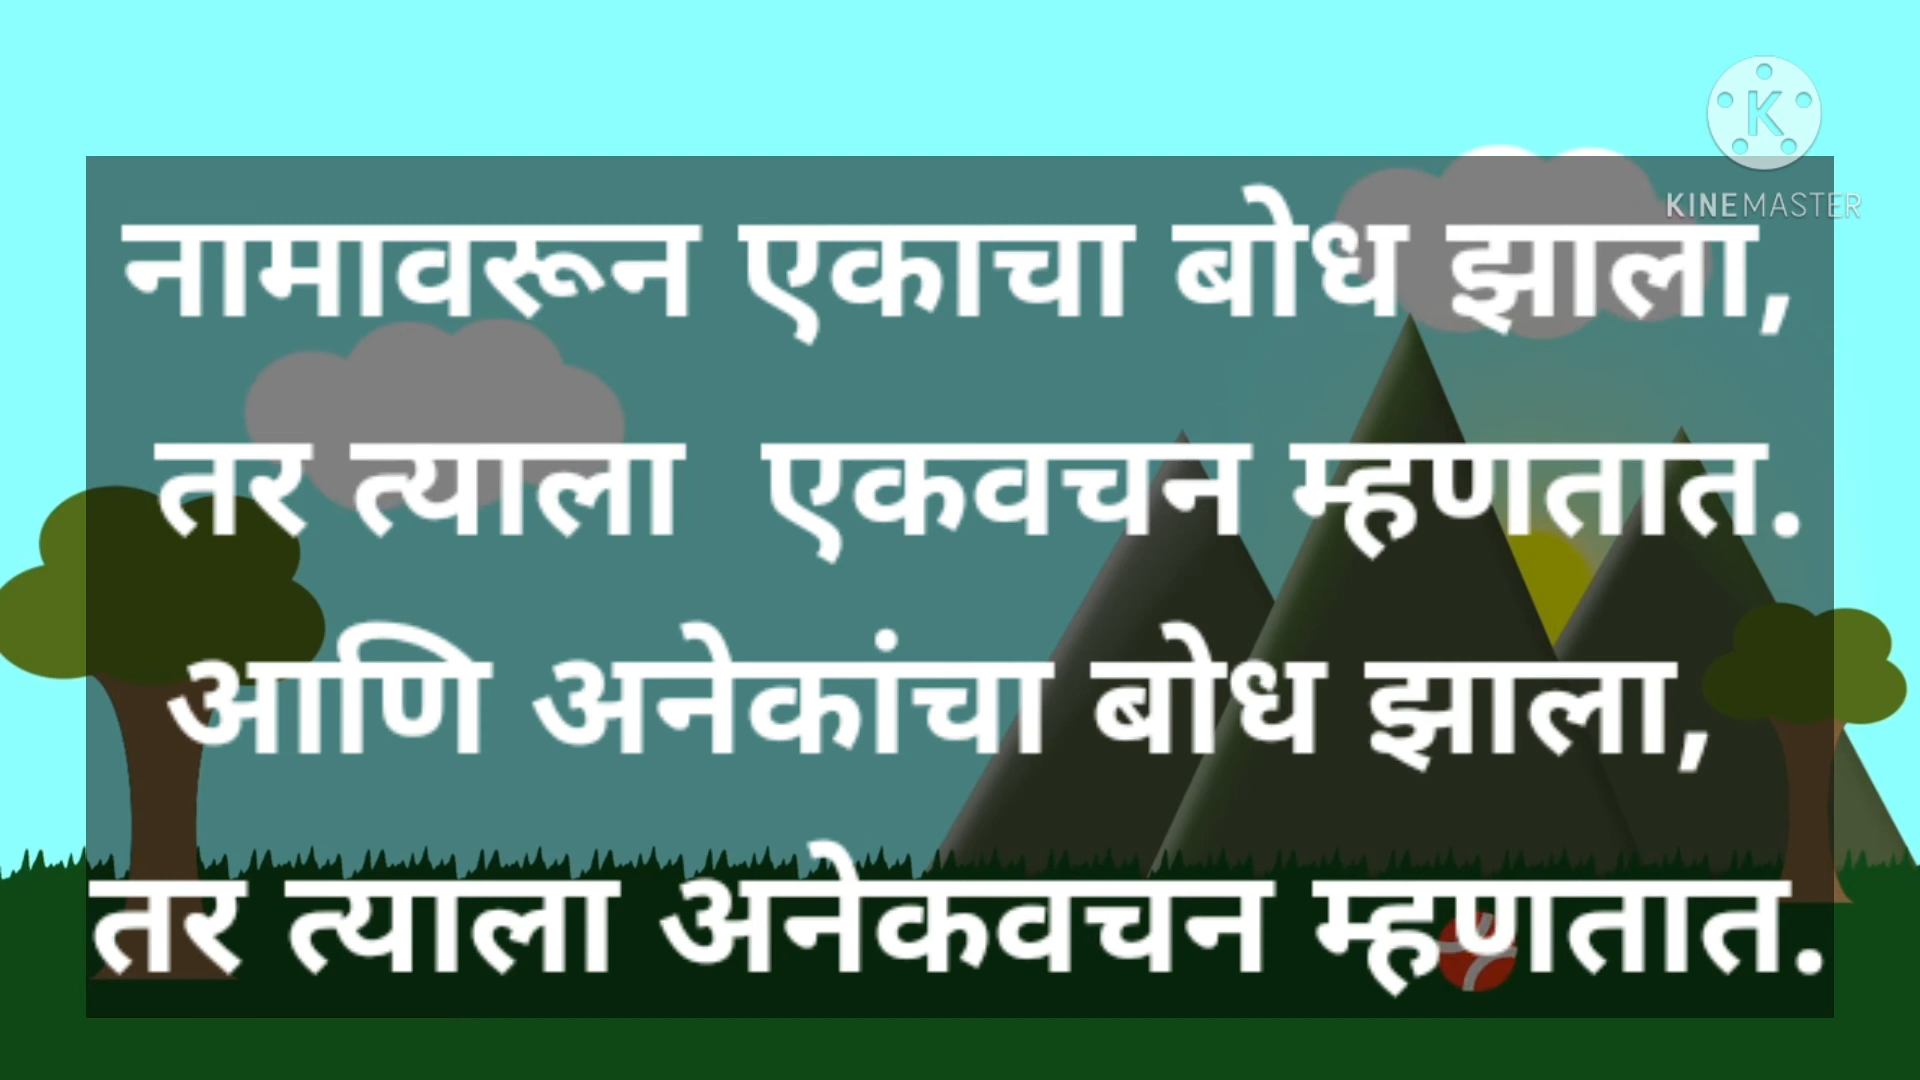 K
KINEMASTER
नामावरून एकाचा बोध झाला,
तर त्याला एकवचन म्हणतात.
आणि अनेकांचा बोध झाला,
तर त्याला अनेकवचन म्हणतात.